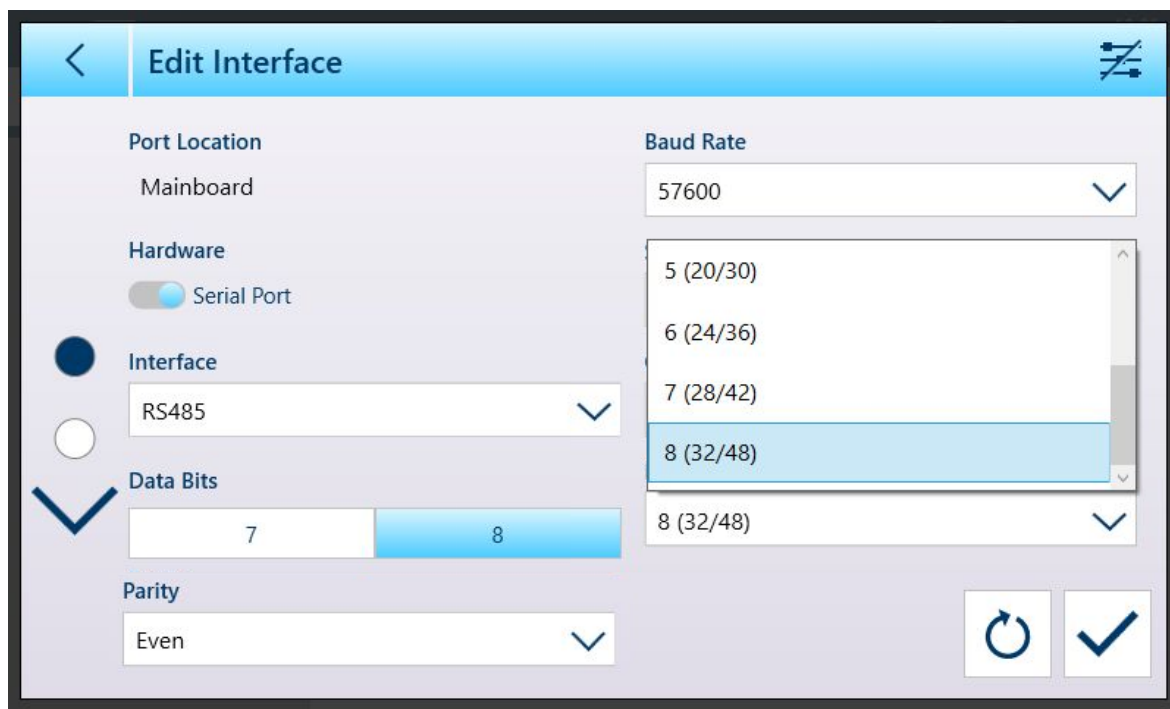 Edit Interface
Port Location
Mainboard
Hardware
Serial Port
Interface
RS485
Data Bits
7
8
Parity
Even
Baud Rate
57600
5 (20/30)
6 (24/36)
7 (28/42)
8 (32/48)
8 (32/48)